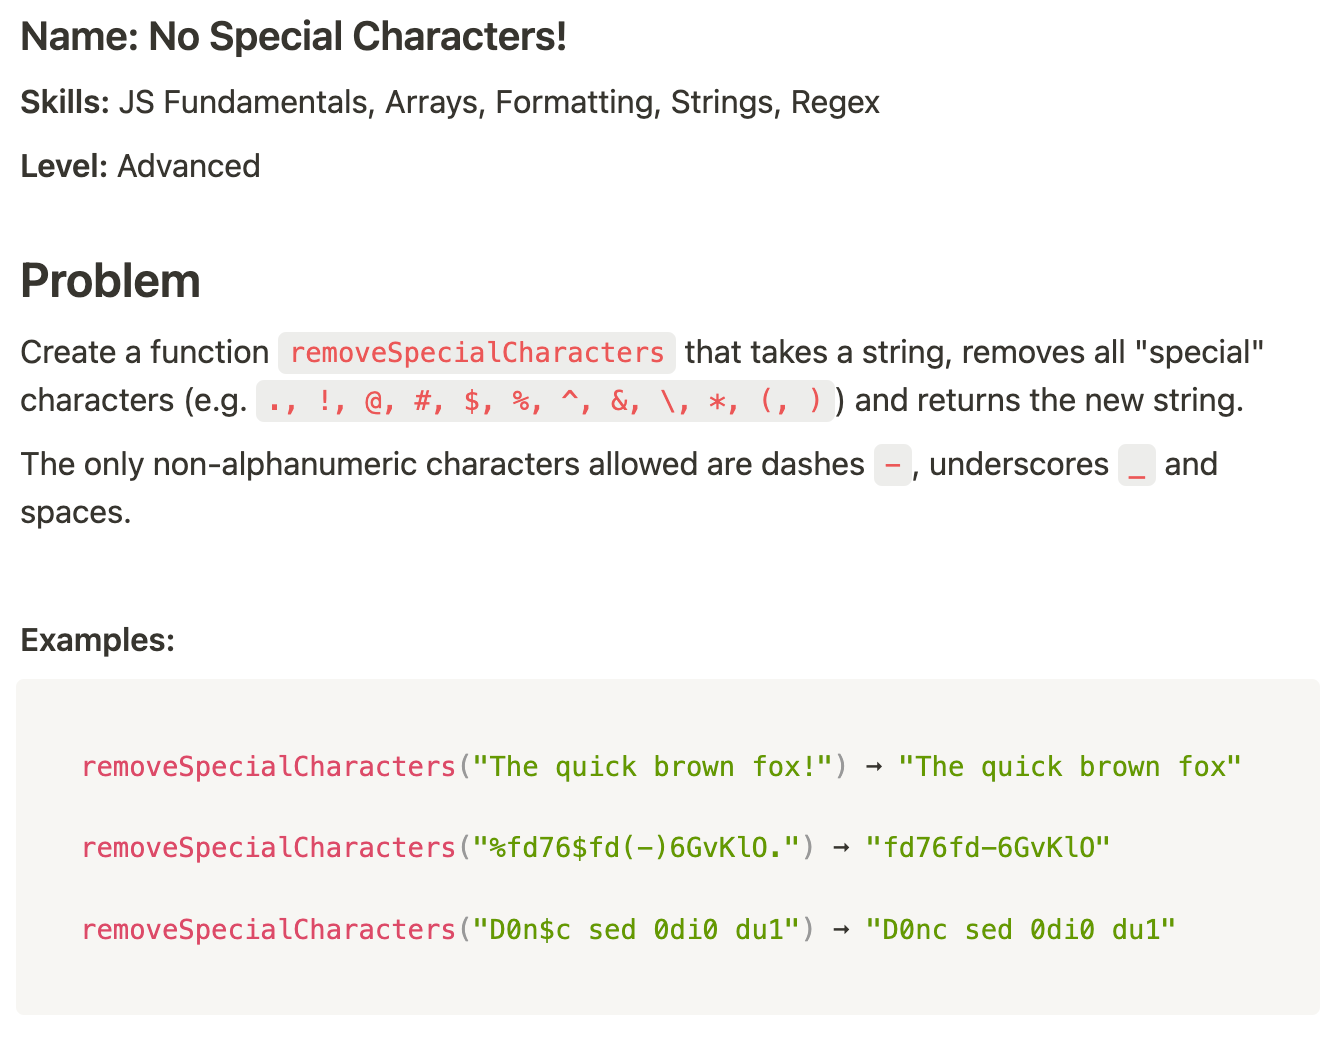 Name: No Special Characters!
Skills: JS Fundamentals, Arrays, Formatting, Strings, Regex
Level: Advanced
Problem
Create a function removeSpecialCharacters that takes a string, removes all "special"
characters (e.g. ., !, @, #, $, %, ^, &, \, *, (, )) and returns the new string.
The only non-alphanumeric characters allowed are dashes -, underscores _ and
spaces.
Examples:
removeSpecialCharacters("The quick brown fox!") → "The quick brown fox"
removeSpecialCharacters("%fd76$fd(-)6GvKlO.") → "fd76fd-6GvKlO"
removeSpecialCharacters("D0n$c sed 0di0 du1") → "D0nc sed 0di0 du1"